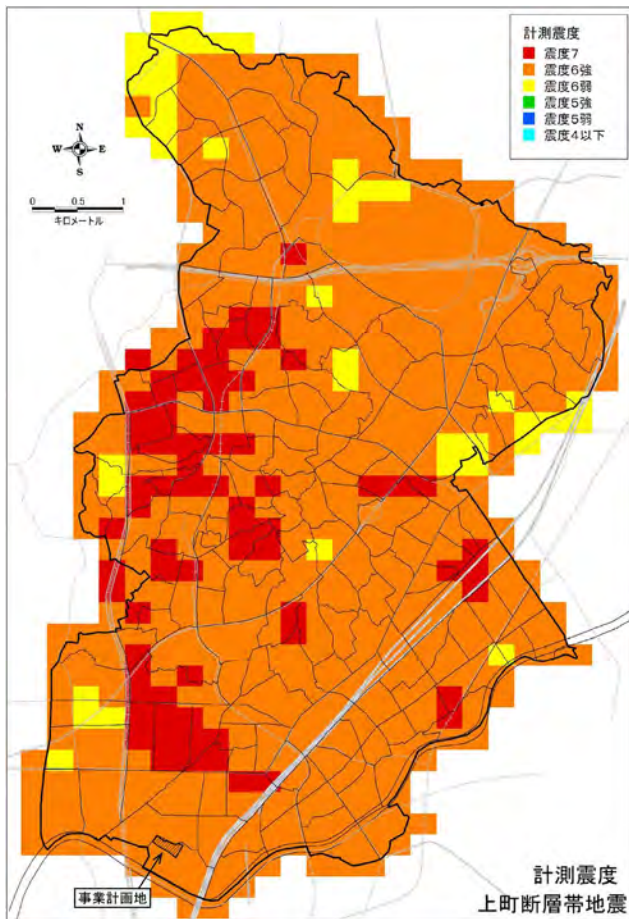 計測震度
震度7
震度6強
震度6弱
震度5強
震度5弱
震度4以下
N
W E
S
0 0.5 1
キロメートル
事業計画地
計測震度
上町断層帯地震